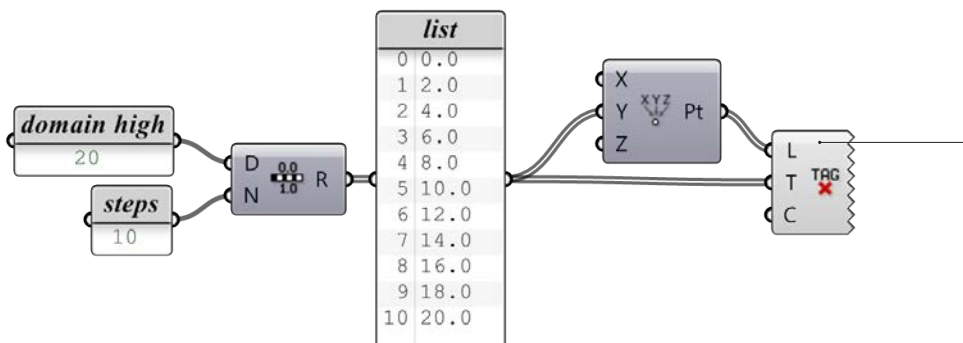 domain high
20
steps
10
D
N
0.0
1.0
R
list
0 0.0
1 2.0
2 4.0
3 6.0
4 8.0
5 10.0
6 12.0
7 14.0
8 16.0
9 18.0
10 20.0
X
Y
Z
X Y Z
Pt
L
T
C
TAG